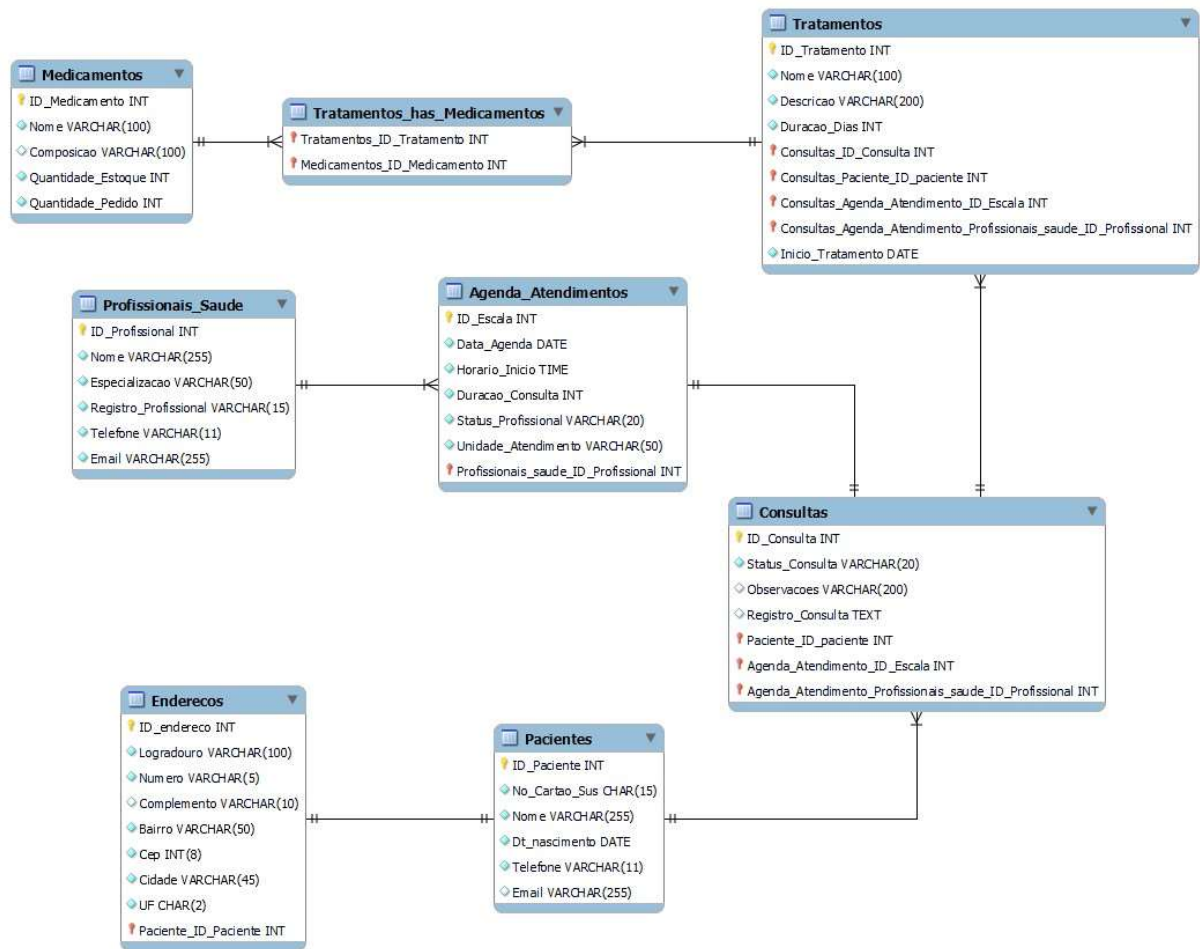 Tratamentos
ID_Tratamento INT
Nome VARCHAR(100)
Descricao VARCHAR(200)
Duracao_Dias INT
Consultas_ID_Consulta INT
Consultas_Paciente_ID_paciente INT
Consultas_Agenda_Atendimento_ID_Escala INT
Consultas_Agenda_Atendimento_Profissionais_saude_ID_Profissional INT
Inicio_Tratamento DATE
Medicamentos
ID_Medicamento INT
Nome VARCHAR(100)
Composicao VARCHAR(100)
Quantidade_Estoque INT
Quantidade_Pedido INT
Tratamentos_has_Medicamentos
Tratamentos_ID_Tratamento INT
Medicamentos_ID_Medicamento INT
Profissionais_Saude
ID_Profissional INT
Nome VARCHAR(255)
Especializacao VARCHAR(50)
Registro_Profissional VARCHAR(15)
Telefone VARCHAR(11)
Email VARCHAR(255)
Agenda_Atendimentos
ID_Escala INT
Data_Agenda DATE
Horario_Inicio TIME
Duracao_Consulta INT
Status_Profissional VARCHAR(20)
Unidade_Atendimento VARCHAR(50)
Profissionais_saude_ID_Profissional INT
Consultas
ID_Consulta INT
Status_Consulta VARCHAR(20)
Observacoes VARCHAR(200)
Registro_Consulta TEXT
Paciente_ID_paciente INT
Agenda_Atendimento_ID_Escala INT
Agenda_Atendimento_Profissionais_saude_ID_Profissional INT
Enderecos
ID_endereco INT
Logradouro VARCHAR(100)
Numero VARCHAR(5)
Complemento VARCHAR(10)
Bairro VARCHAR(50)
Cep INT(8)
Cidade VARCHAR(45)
UF CHAR(2)
Paciente_ID_Paciente INT
Pacientes
ID_Paciente INT
No_Cartao_Sus CHAR(15)
Nome VARCHAR(255)
Dt_nascimento DATE
Telefone VARCHAR(11)
Email VARCHAR(255)